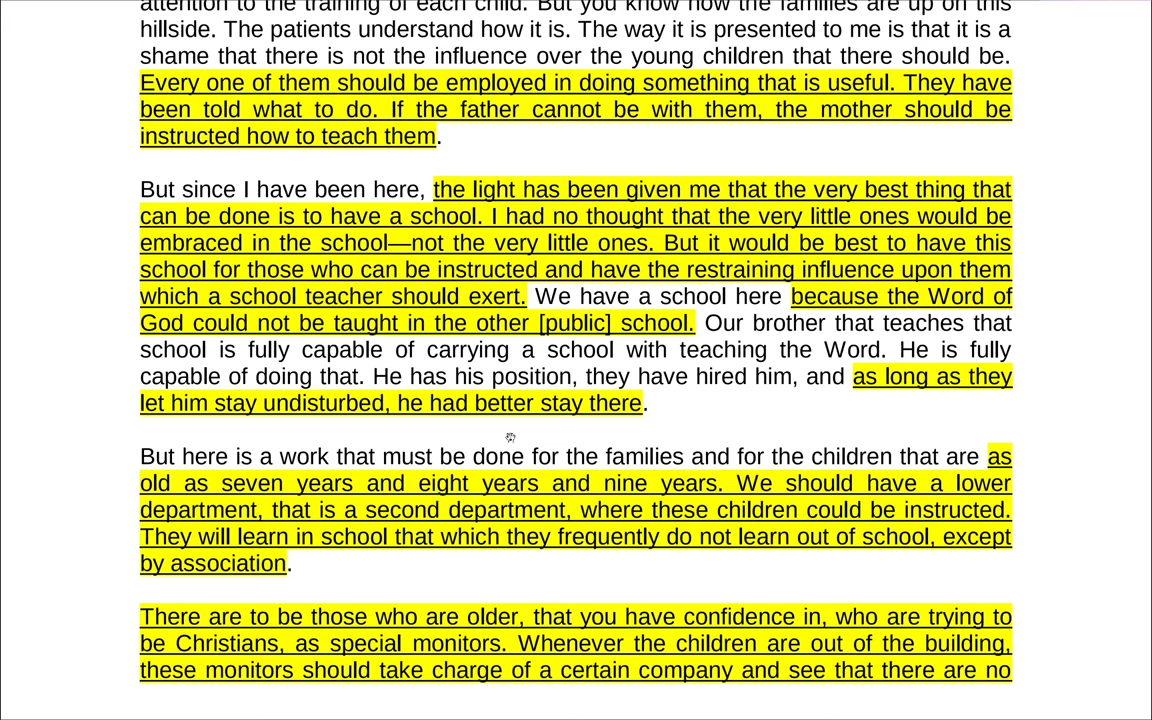 attention to the training of each child. But you know how the families are up on this
hillside. The patients understand how it is. The way it is presented to me is that it is a
shame that there is not the influence over the young children that there should be.
Every one of them should be employed in doing something that is useful. They have
been told what to do. If the father cannot be with them, the mother should be
instructed how to teach them.
But since I have been here, the light has been given me that the very best thing that
can be done is to have a school. I had no thought that the very little ones would be
embraced in the school—not the very little ones. But it would be best to have this
school for those who can be instructed and have the restraining influence upon them
which a school teacher should exert. We have a school here because the Word of
God could not be taught in the other [public] school. Our brother that teaches that
school is fully capable of carrying a school with teaching the Word. He is fully
capable of doing that. He has his position, they have hired him, and as long as they
let him stay undisturbed, he had better stay there.
But here is a work that must be done for the families and for the children that are as
old as seven years and eight years and nine years. We should have a lower
department, that is a second department, where these children could be instructed.
They will learn in school that which they frequently do not learn out of school, except
by association.
There are to be those who are older, that you have confidence in, who are trying to
be Christians, as special monitors. Whenever the children are out of the building,
these monitors should take charge of a certain company and see that there are no